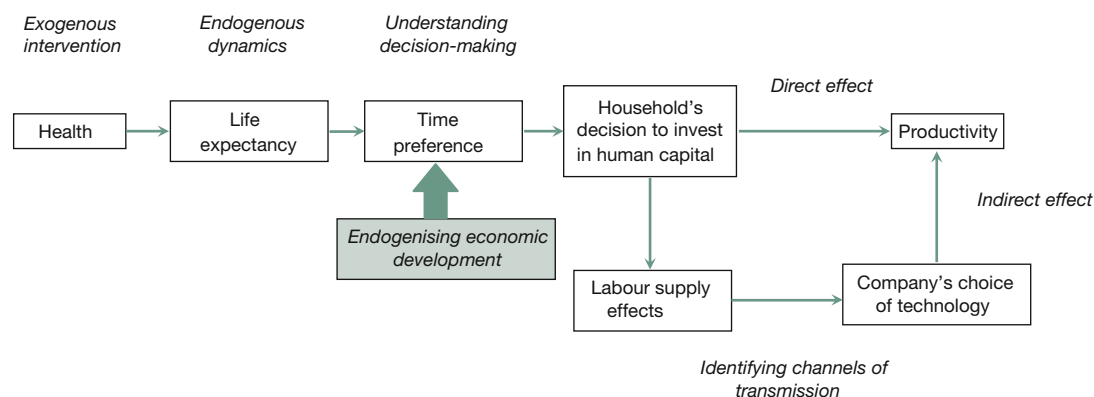 Exogenous
intervention
Endogenous
dynamics
Understanding
decision-making
Health
Life
expectancy
Time
preference
Household's
decision to invest
in human capital
Direct effect
Productivity
Indirect effect
Endogenising economic
development
Labour supply
effects
Company's choice
of technology
Identifying channels of
transmission